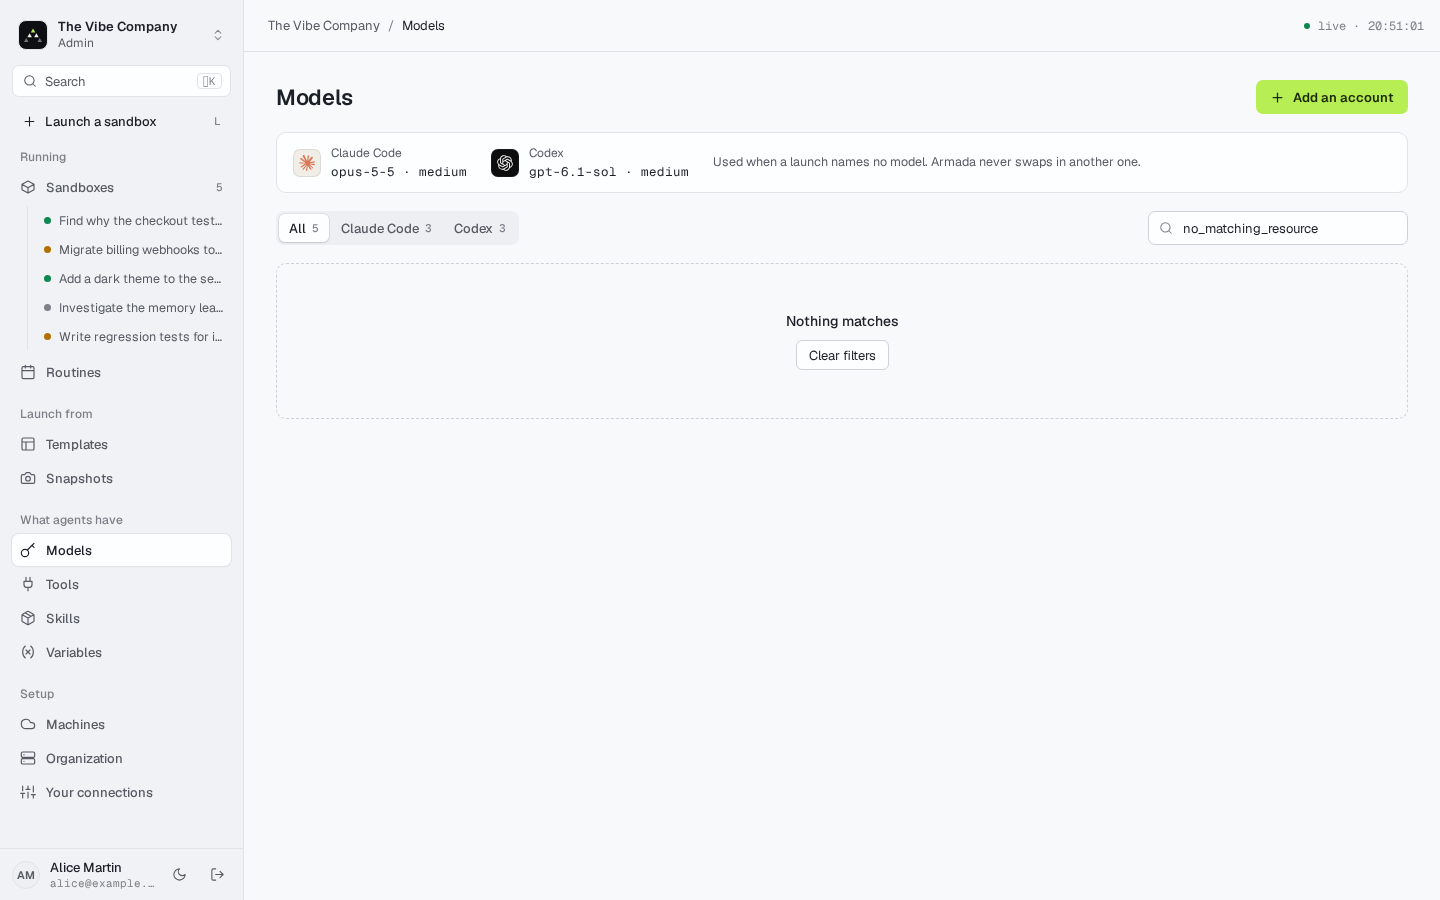 The Vibe Company
Admin
Search
K
Launch a sandbox
L
Running
Sandboxes
5
Find why the checkout test…
Migrate billing webhooks to…
Add a dark theme to the se…
Investigate the memory lea…
Write regression tests for i…
Routines
Launch from
Templates
Snapshots
What agents have
Models
Tools
Skills
Variables
Setup
Machines
Organization
Your connections
AM
Alice Martin
alice@example.…
The Vibe Company / Models
live · 20:51:01
Models
Add an account
Claude Code
opus-5-5 · medium
Codex
gpt-6.1-sol · medium
Used when a launch names no model. Armada never swaps in another one.
All 5
Claude Code 3
Codex 3
no_matching_resource
Nothing matches
Clear filters